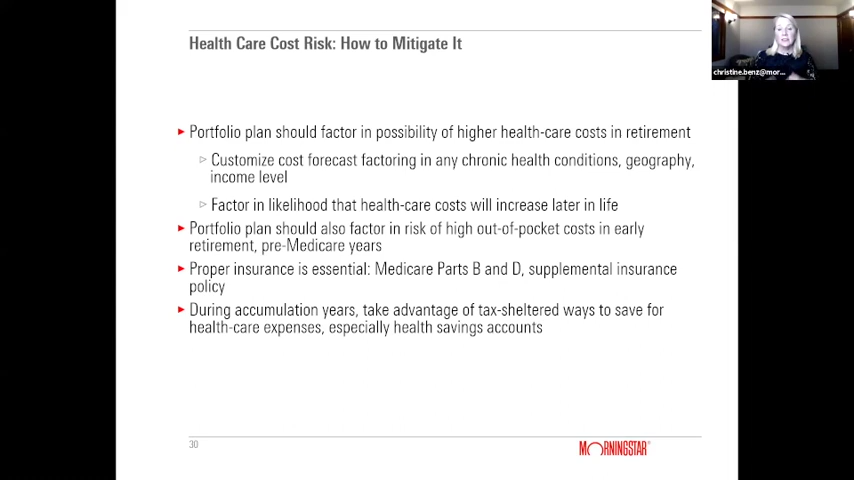 Health Care Cost Risk: How to Mitigate It
christine.benz@mor...
Portfolio plan should factor in possibility of higher health-care costs in retirement
Customize cost forecast factoring in any chronic health conditions, geography,
income level
Factor in likelihood that health-care costs will increase later in life
Portfolio plan should also factor in risk of high out-of-pocket costs in early
retirement, pre-Medicare years
Proper insurance is essential: Medicare Parts B and D, supplemental insurance
policy
During accumulation years, take advantage of tax-sheltered ways to save for
health-care expenses, especially health savings accounts
30
MORNINGSTAR